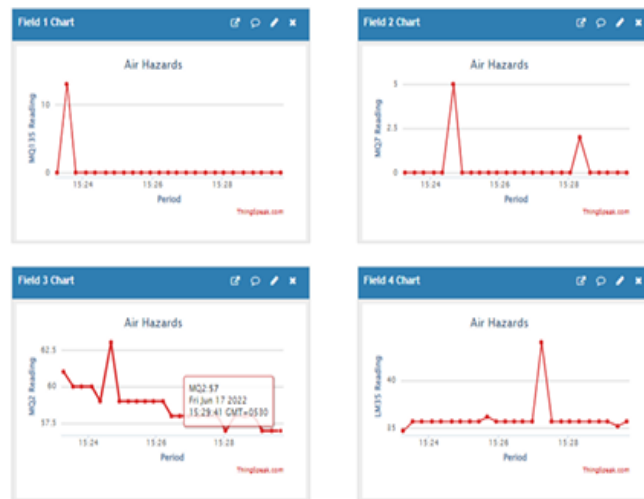 Field 1 Chart
Air Hazards
MQ135 Reading
10
0
15:24
15:26
15:28
Period
ThingSpeak.com
Field 2 Chart
Air Hazards
MQ7 Reading
5
2.5
0
15:24
15:26
15:28
Period
ThingSpeak.com
Field 3 Chart
Air Hazards
MQ2 Reading
62.5
60
57.5
MQ2:57
Fri Jun 17 2022
15:29:41 GMT+0530
15:24
15:26
15:28
Period
ThingSpeak.com
Field 4 Chart
Air Hazards
LM35 Reading
40
35
15:24
15:26
15:28
Period
ThingSpeak.com